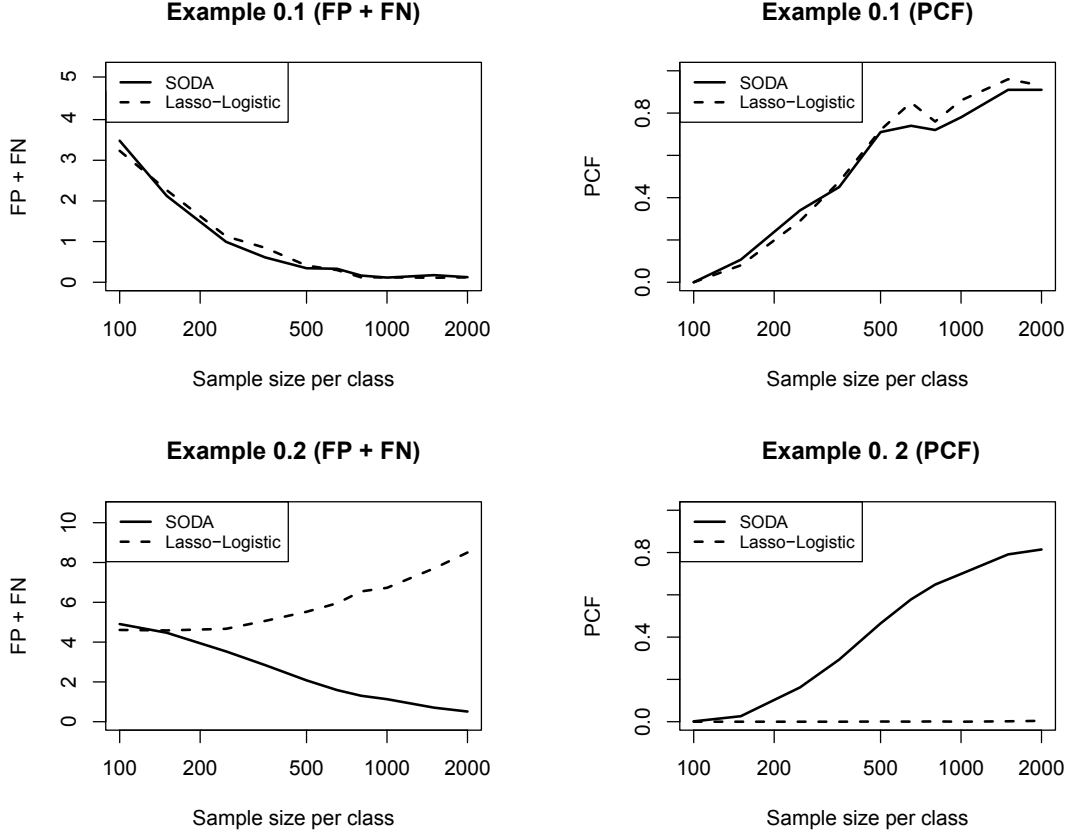 Example 0.1 (FP + FN)
SODA
Lasso−Logistic
5
4
3
2
1
0
FP + FN
100 200 500 1000 2000
Sample size per class
Example 0.1 (PCF)
SODA
Lasso−Logistic
0.8
0.4
0.0
PCF
100 200 500 1000 2000
Sample size per class
Example 0.2 (FP + FN)
SODA
Lasso−Logistic
10
8
6
4
2
0
FP + FN
100 200 500 1000 2000
Sample size per class
Example 0. 2 (PCF)
SODA
Lasso−Logistic
0.8
0.4
0.0
PCF
100 200 500 1000 2000
Sample size per class